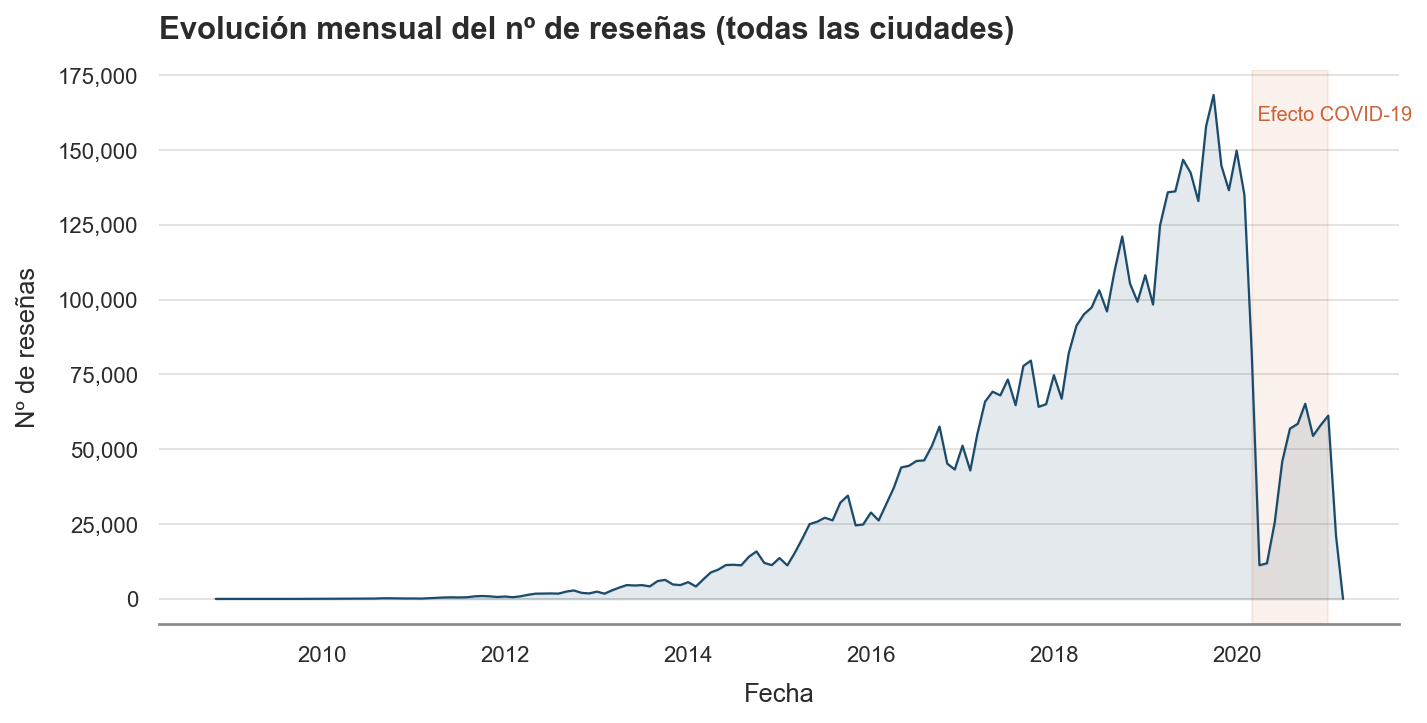 Evolución mensual del nº de reseñas (todas las ciudades)
175,000
Efecto COVID-19
150,000
125,000
100,000
75,000
50,000
25,000
0
Nº de reseñas
2010 2012 2014 2016 2018 2020
Fecha